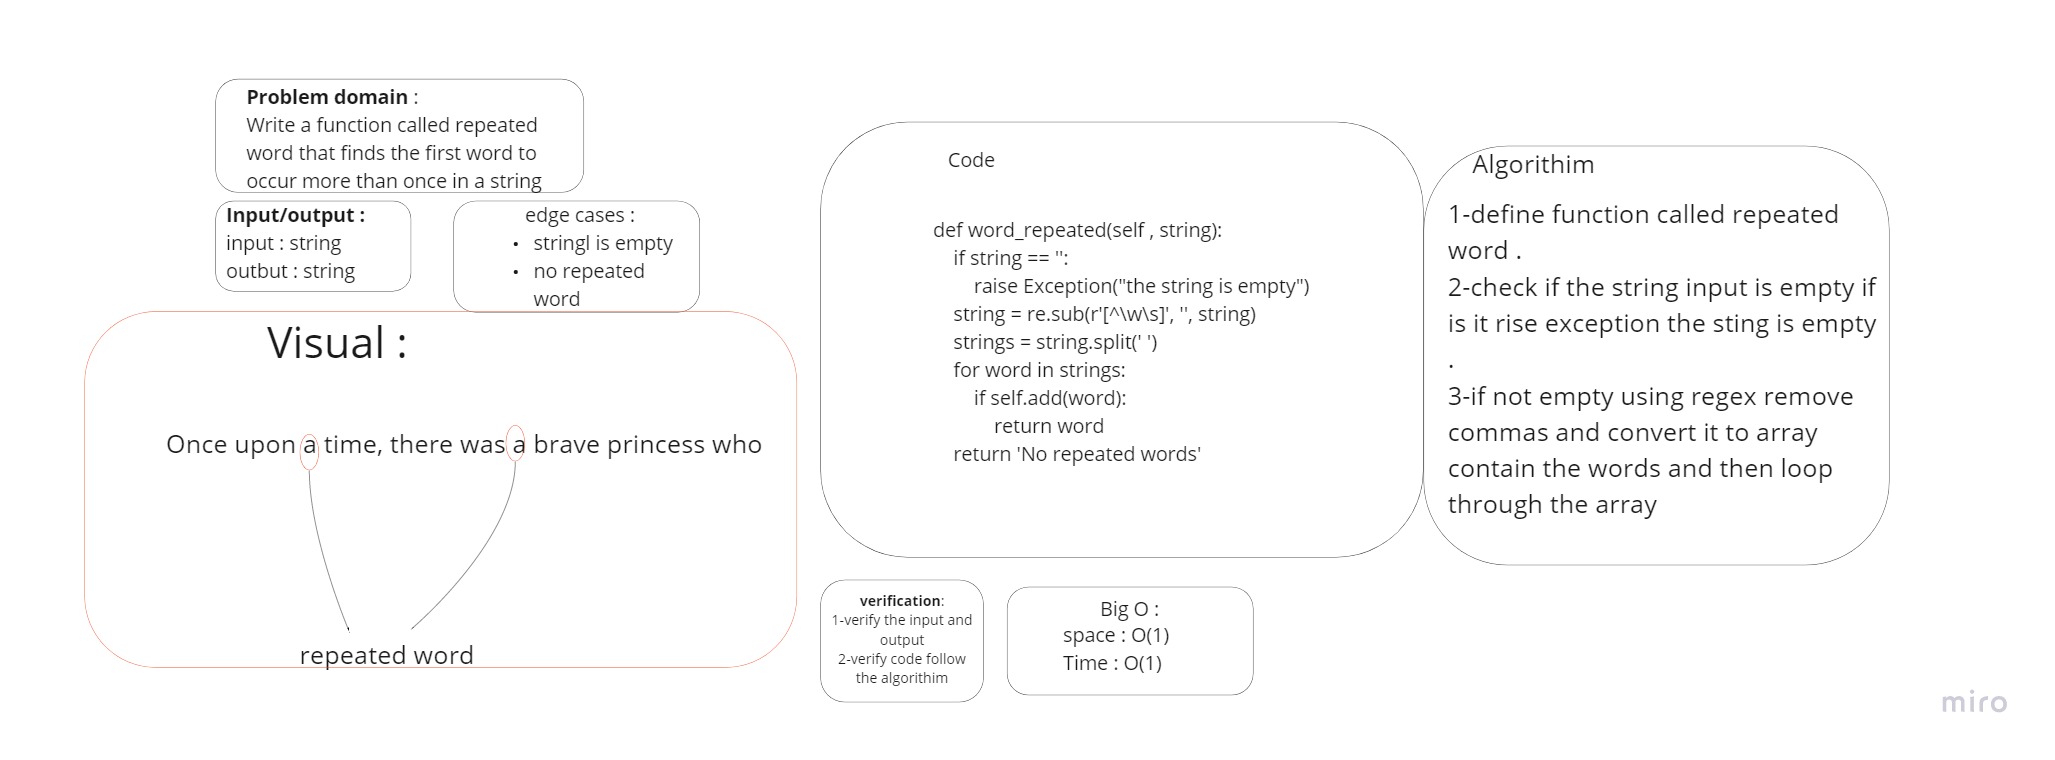 Problem domain :
Write a function called repeated
word that finds the first word to
occur more than once in a string
Input/output :
input : string
outbut : string
edge cases :
• stringl is empty
• no repeated
word
Visual :
Once upon a time, there was a brave princess who
repeated word
Code
def word_repeated(self , string):
if string == '':
raise Exception("the string is empty")
string = re.sub(r'[^\w\s]', '', string)
strings = string.split(' ')
for word in strings:
if self.add(word):
return word
return 'No repeated words'
Algorithim
1-define function called repeated
word .
2-check if the string input is empty if
is it rise exception the sting is empty
.
3-if not empty using regex remove
commas and convert it to array
contain the words and then loop
through the array
verification:
1-verify the input and
output
2-verify code follow
the algorithim
Big O :
space : O(1)
Time : O(1)
miro